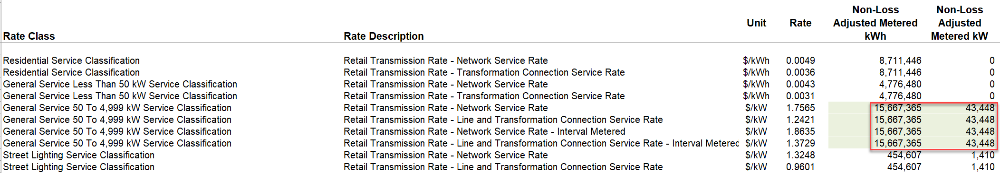 Non-Loss Non-Loss
Unit Rate Adjusted Metered Adjusted
Rate Class Rate Description kWh Metered kW
Residential Service Classification Retail Transmission Rate - Network Service Rate $/kWh 0.0049 8,711,446 0
Residential Service Classification Retail Transmission Rate - Transformation Connection Service Rate $/kWh 0.0036 8,711,446 0
General Service Less Than 50 kW Service Classification Retail Transmission Rate - Network Service Rate $/kWh 0.0043 4,776,480 0
General Service Less Than 50 kW Service Classification Retail Transmission Rate - Transformation Connection Service Rate $/kWh 0.0031 4,776,480 0
General Service 50 To 4,999 kW Service Classification Retail Transmission Rate - Network Service Rate $/kW 1.7565 15,667,365 43,448
General Service 50 To 4,999 kW Service Classification Retail Transmission Rate - Line and Transformation Connection Service Rate $/kW 1.2421 15,667,365 43,448
General Service 50 To 4,999 kW Service Classification Retail Transmission Rate - Network Service Rate - Interval Metered $/kW 1.8635 15,667,365 43,448
General Service 50 To 4,999 kW Service Classification Retail Transmission Rate - Line and Transformation Connection Service Rate - Interval Metered $/kW 1.3729 15,667,365 43,448
Street Lighting Service Classification Retail Transmission Rate - Network Service Rate $/kW 1.3248 454,607 1,410
Street Lighting Service Classification Retail Transmission Rate - Line and Transformation Connection Service Rate $/kW 0.9601 454,607 1,410